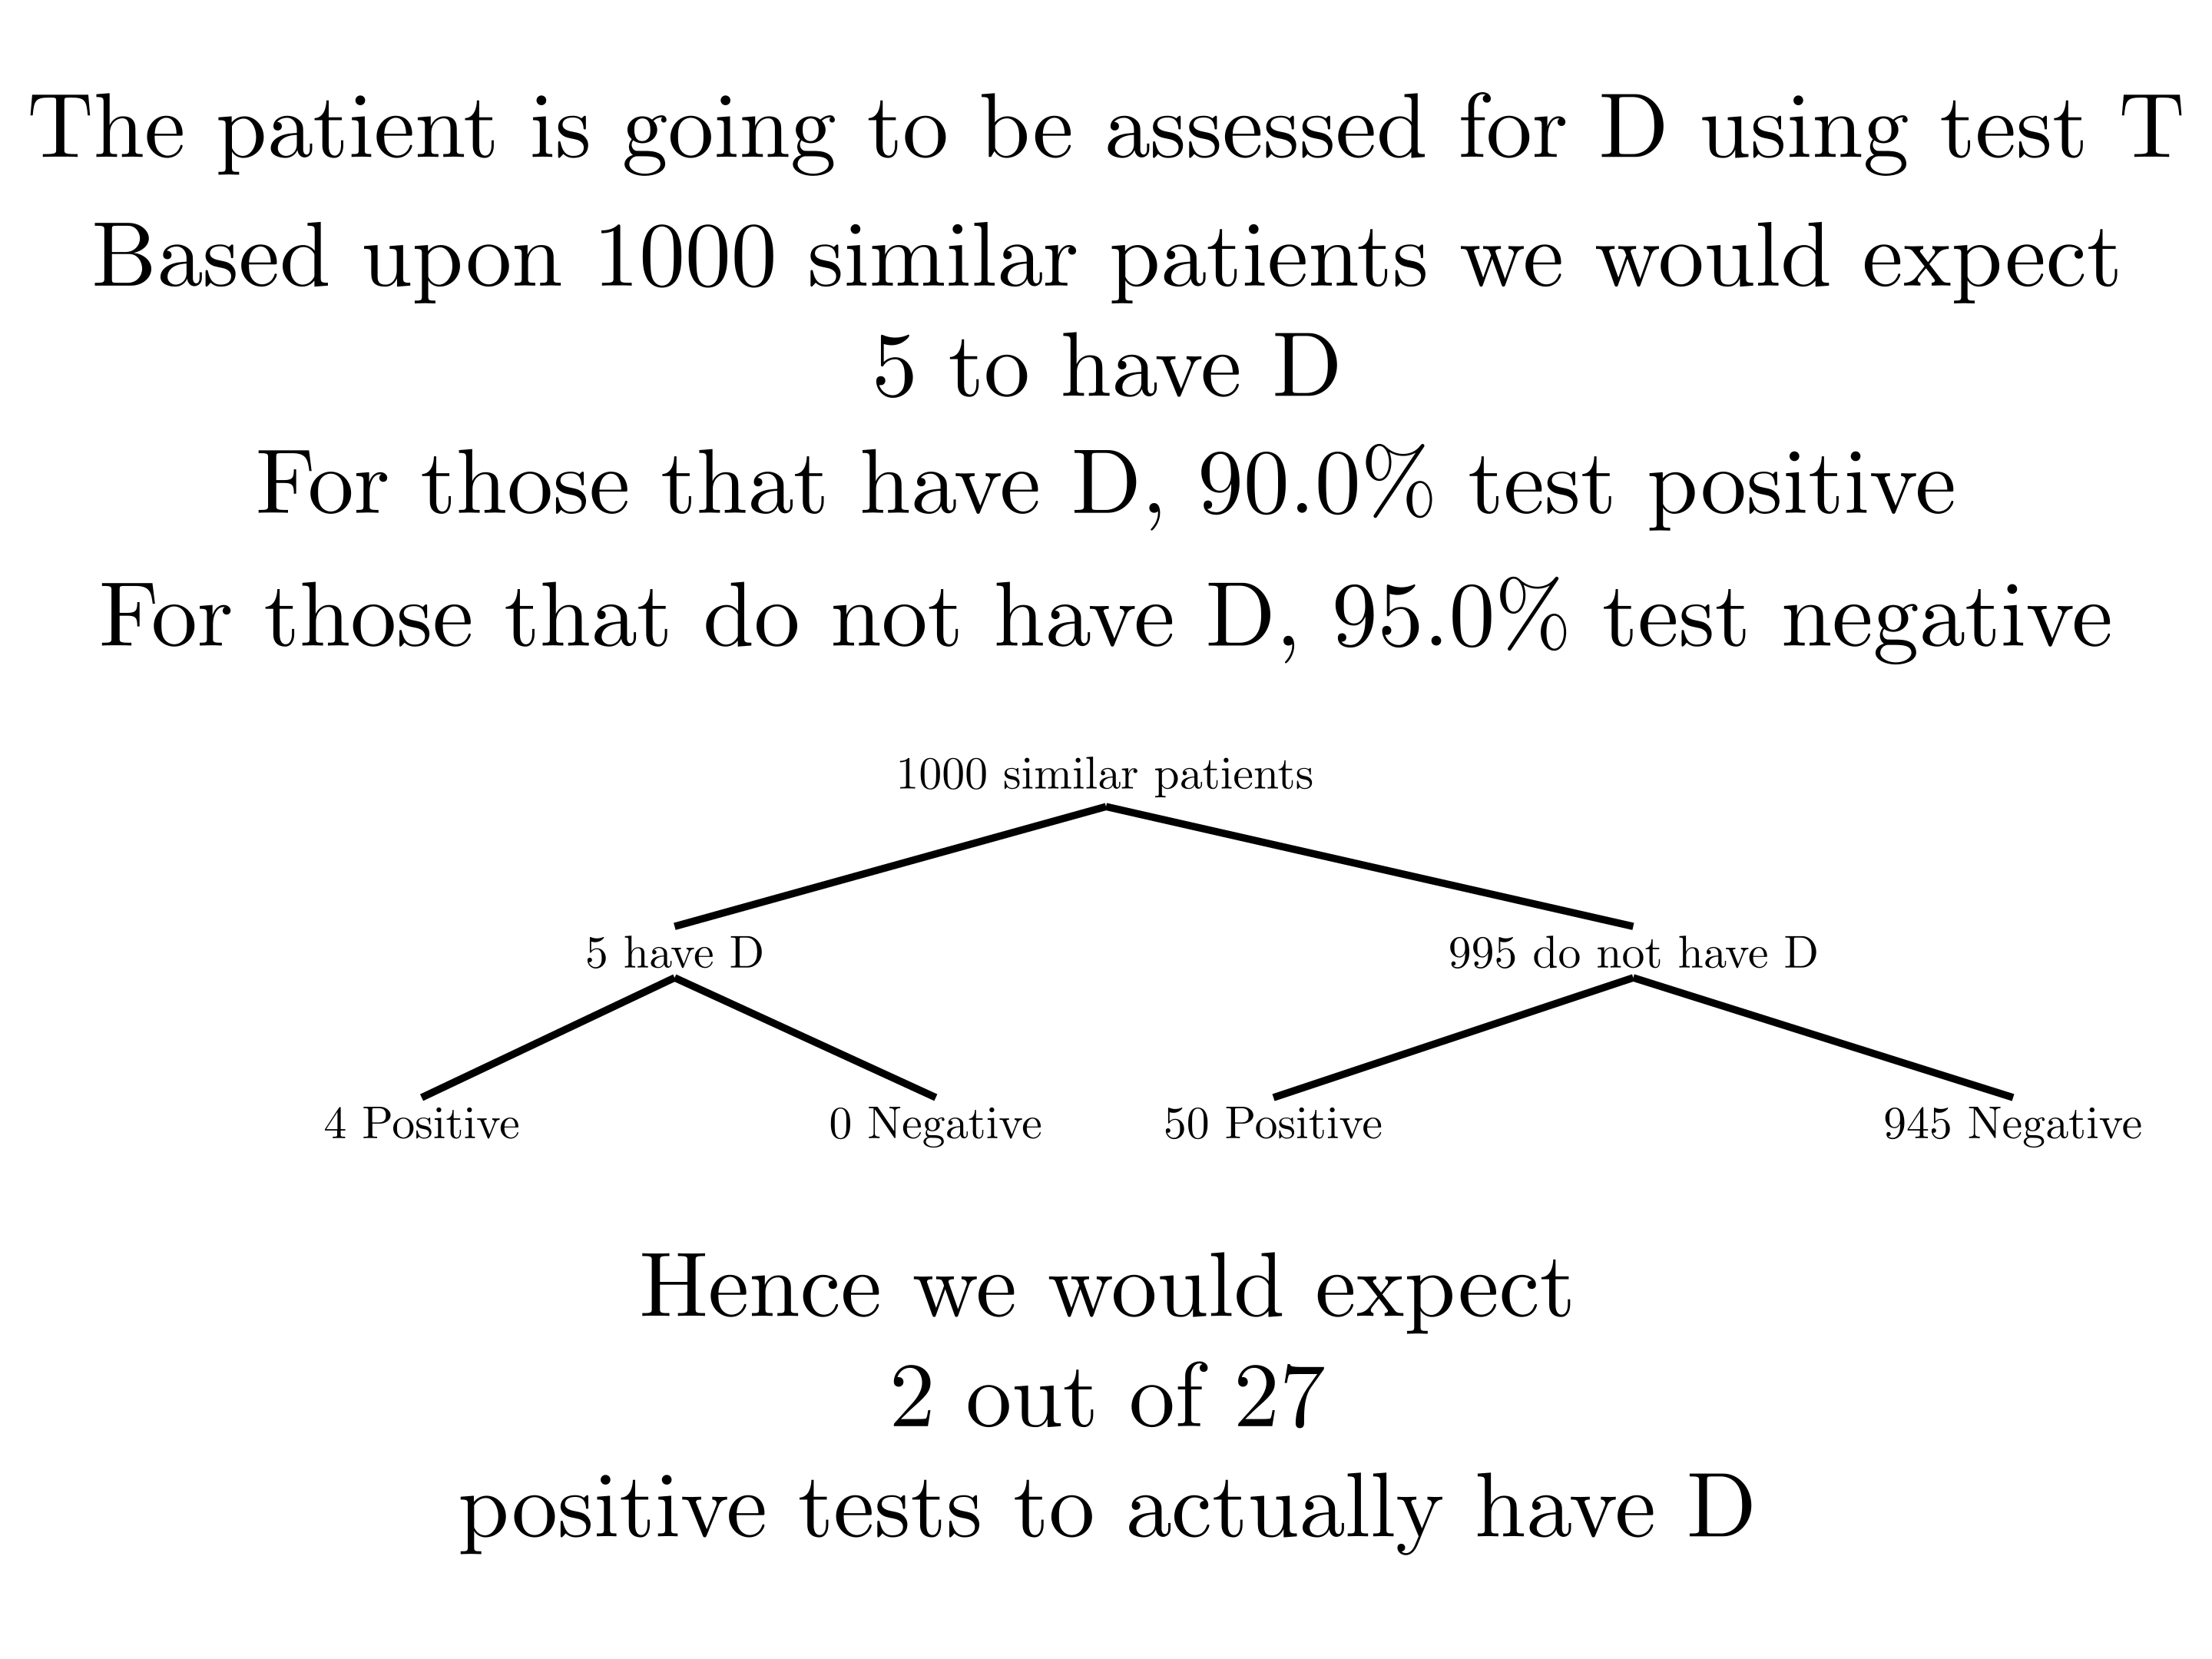 The patient is going to be asessed for D using test T
Based upon 1000 similar patients we would expect
5 to have D
For those that have D, 90.0% test positive
For those that do not have D, 95.0% test negative
1000 similar patients
5 have D
995 do not have D
4 Positive
0 Negative
50 Positive
945 Negative
Hence we would expect
2 out of 27
positive tests to actually have D